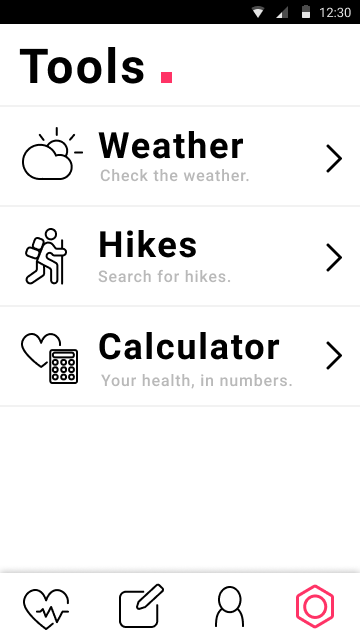 12:30
Tools
Weather
Check the weather.
Hikes
Search for hikes.
Calculator
Your health, in numbers.